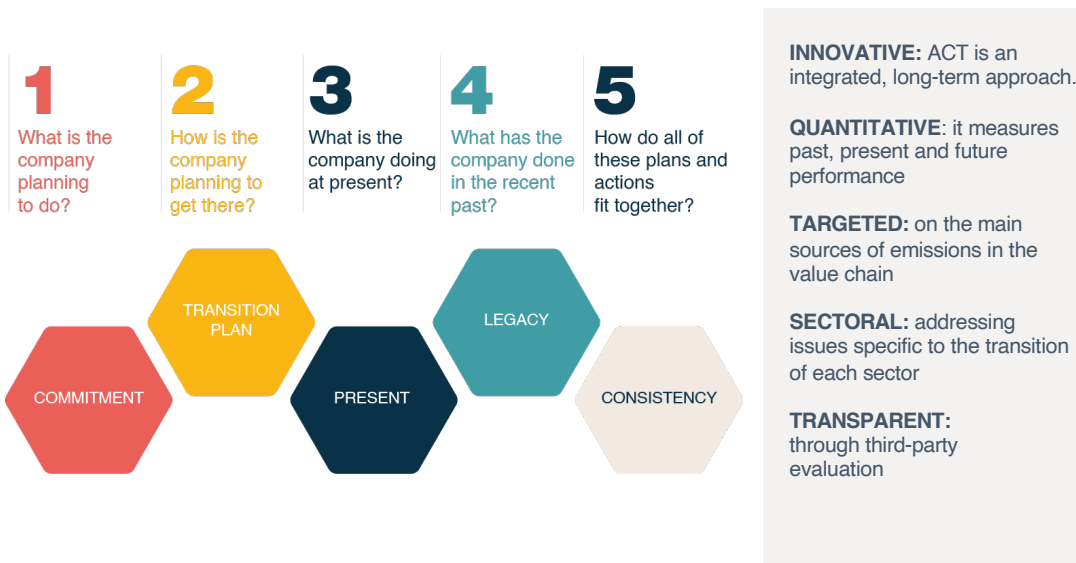 1
What is the
company
planning
to do?
2
How is the
company
planning to
get there?
3
What is the
company doing
at present?
4
What has the
company done
in the recent
past?
5
How do all of
these plans and
actions
fit together?
COMMITMENT
TRANSITION
PLAN
PRESENT
LEGACY
CONSISTENCY
INNOVATIVE: ACT is an
integrated, long-term approach.
QUANTITATIVE: it measures
past, present and future
performance
TARGETED: on the main
sources of emissions in the
value chain
SECTORAL: addressing
issues specific to the transition
of each sector
TRANSPARENT:
through third-party
evaluation